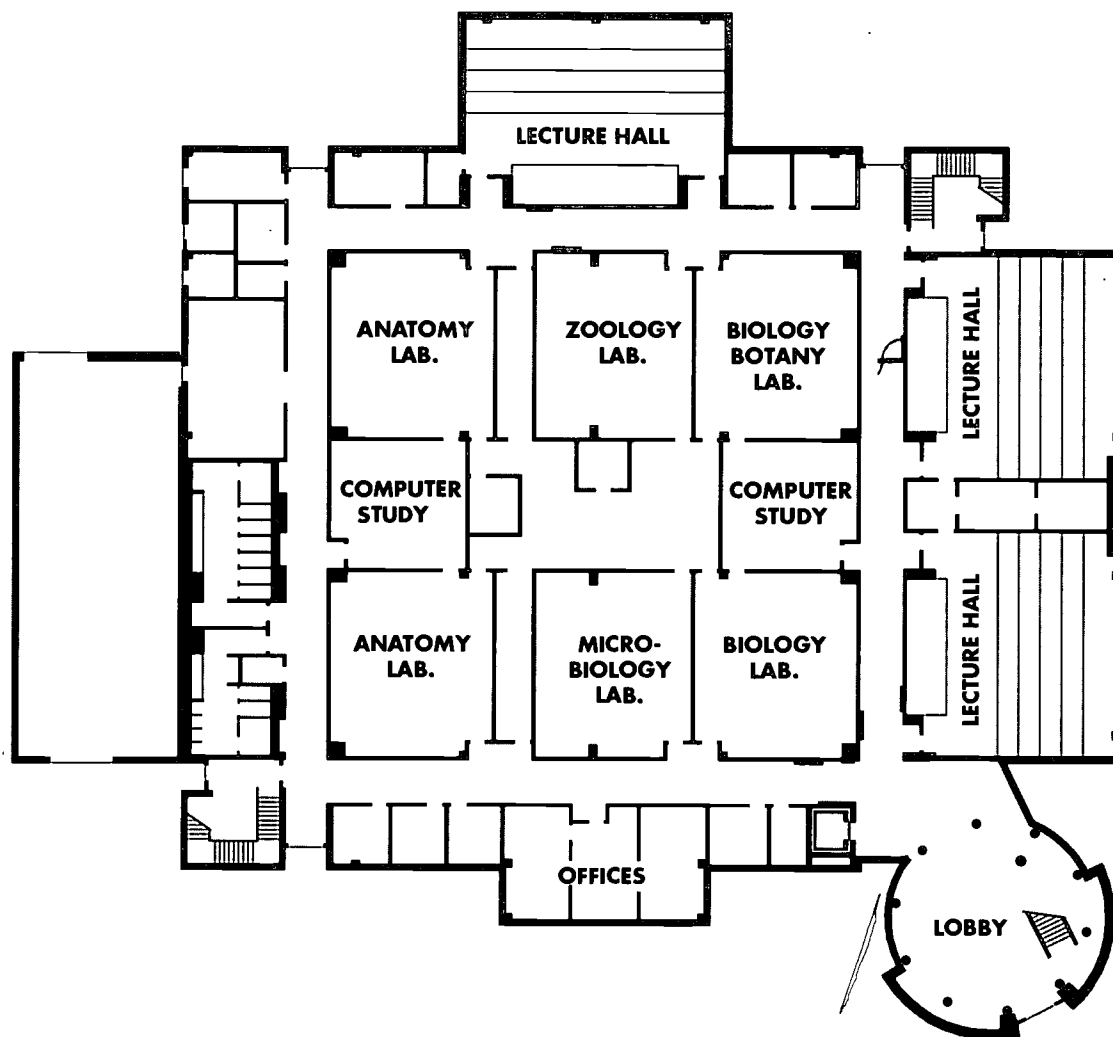 LECTURE HALL
ANATOMY
LAB.
ZOOLOGY
LAB.
BIOLOGY
BOTANY
LAB.
LECTURE HALL
COMPUTER
STUDY
COMPUTER
STUDY
ANATOMY
LAB.
MICRO-
BIOLOGY
LAB.
BIOLOGY
LAB.
LECTURE HALL
OFFICES
LOBBY